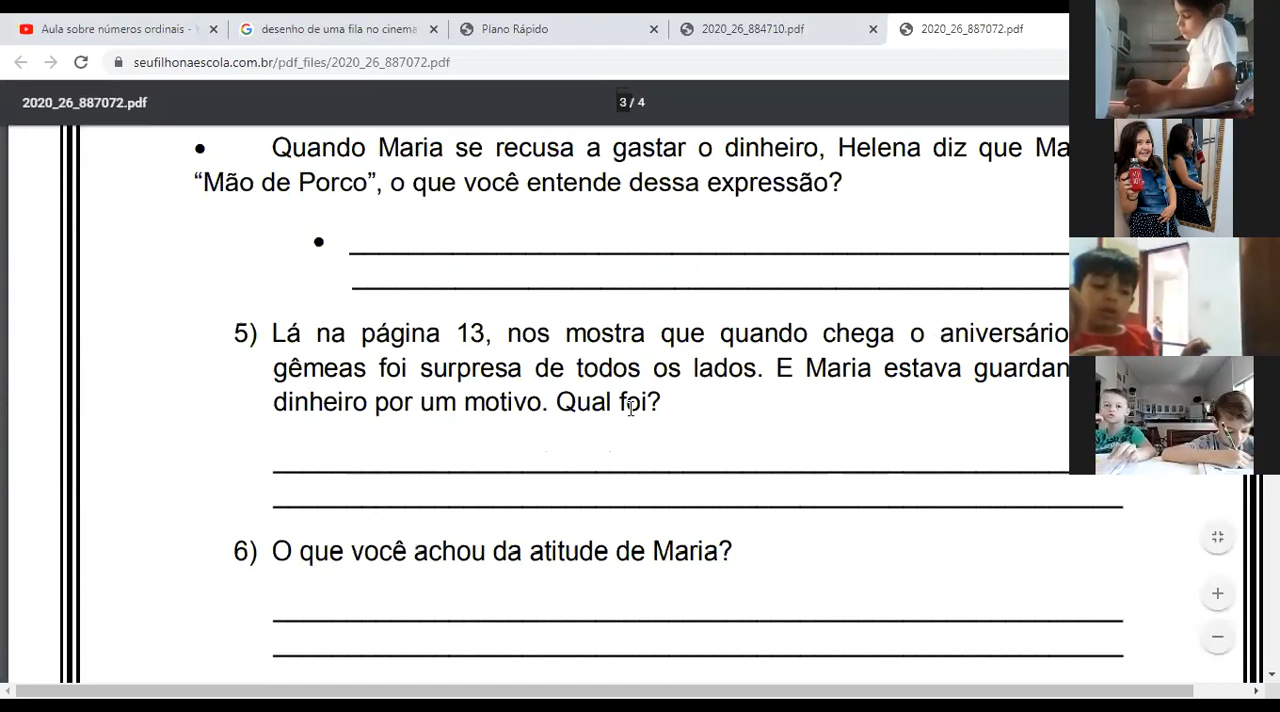 Aula sobre números ordinais -
desenho de uma fila no cinema
Plano Rápido
2020_26_884710.pdf
2020_26_887072.pdf
seufilhonaescola.com.br/pdf_files/2020_26_887072.pdf
2020_26_887072.pdf
3 / 4
• Quando Maria se recusa a gastar o dinheiro, Helena diz que Ma
“Mão de Porco”, o que você entende dessa expressão?
•
5) Lá na página 13, nos mostra que quando chega o aniversário
gêmeas foi surpresa de todos os lados. E Maria estava guardan
dinheiro por um motivo. Qual foi?
6) O que você achou da atitude de Maria?